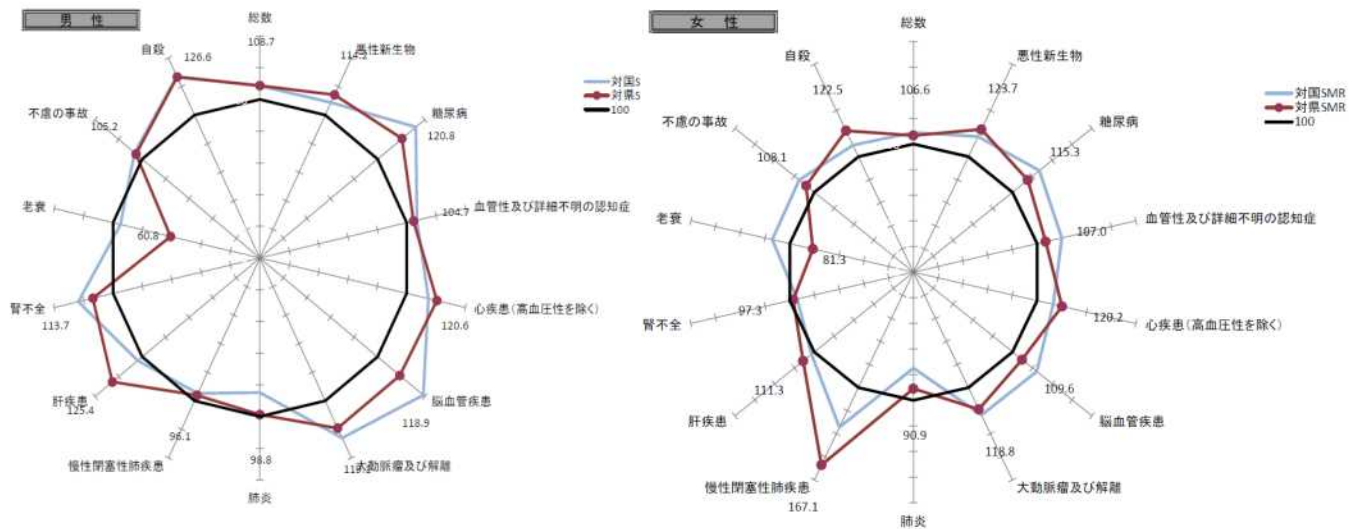 男 性
総数
108.7
悪性新生物
114.2
糖尿病
120.8
血管性及び詳細不明の認知症
104.7
心疾患(高血圧性を除く)
120.6
脳血管疾患
118.9
大動脈瘤及び解離
肺炎
98.8
慢性閉塞性肺疾患
96.1
肝疾患
125.4
腎不全
113.7
老衰
60.8
不慮の事故
105.2
自殺
126.6
対国S
対県S
100
女 性
総数
106.6
悪性新生物
123.7
糖尿病
115.3
血管性及び詳細不明の認知症
107.0
心疾患(高血圧性を除く)
120.2
脳血管疾患
109.6
大動脈瘤及び解離
118.8
肺炎
90.9
慢性閉塞性肺疾患
167.1
肝疾患
111.3
腎不全
97.3
老衰
81.3
不慮の事故
108.1
自殺
122.5
対国SMR
対県SMR
100